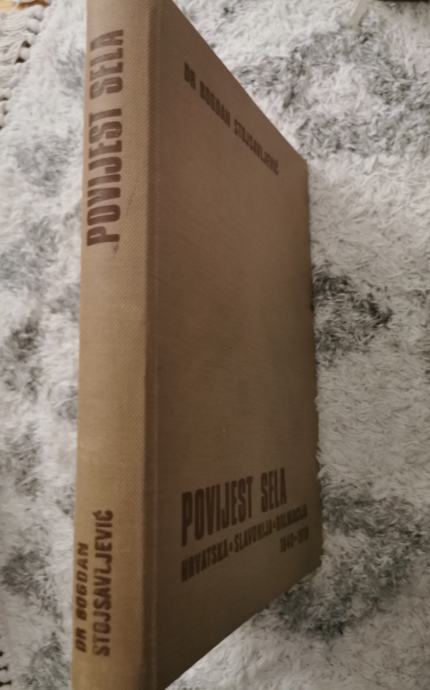 POVIJEST SELA
DR BOGDAN
STOJSAVLJEVIĆ
DR BOGDAN STOJSAVLJEVIĆ
POVIJEST SELA
HRVATSKA•SLAVONIJA•DALMACIJA